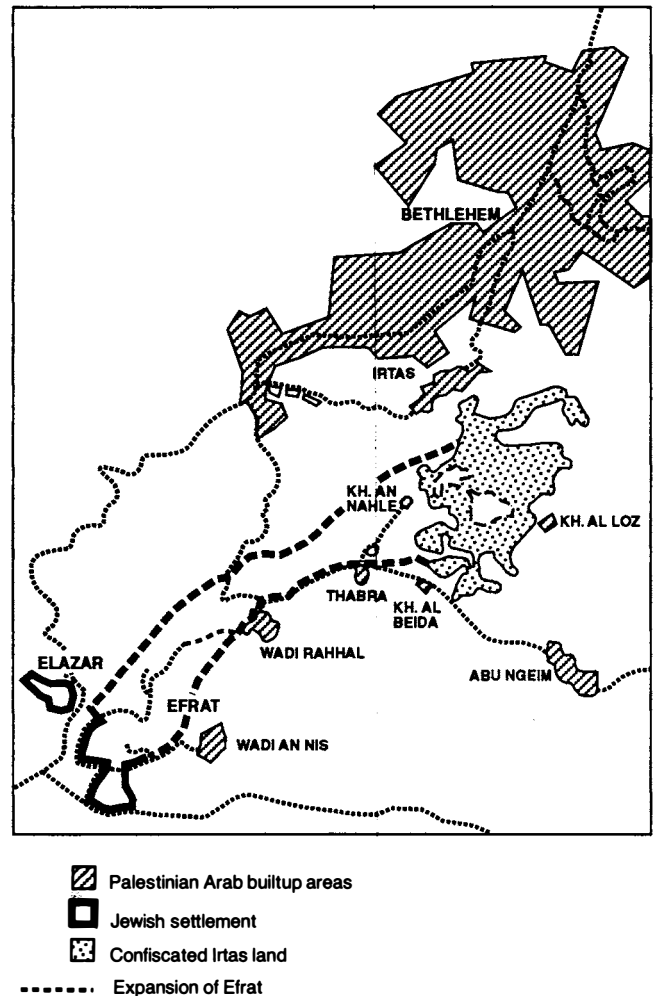 BETHLEHEM
IRTAS
KH. AN
NAHLE
KH. AL LOZ
THABRA
KH. AL
BEIDA
WADI RAHHAL
ELAZAR
ABU NGEIM
EFRAT
WADI AN NIS
Palestinian Arab builtup areas
Jewish settlement
Confiscated Irtas land
Expansion of Efrat